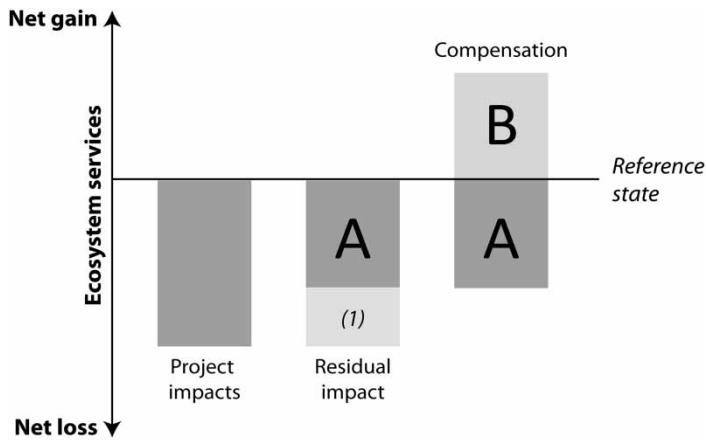 Net gain
Compensation
B
Reference
state
Ecosystem services
A
A
(1)
Project
impacts
Residual
impact
Net loss